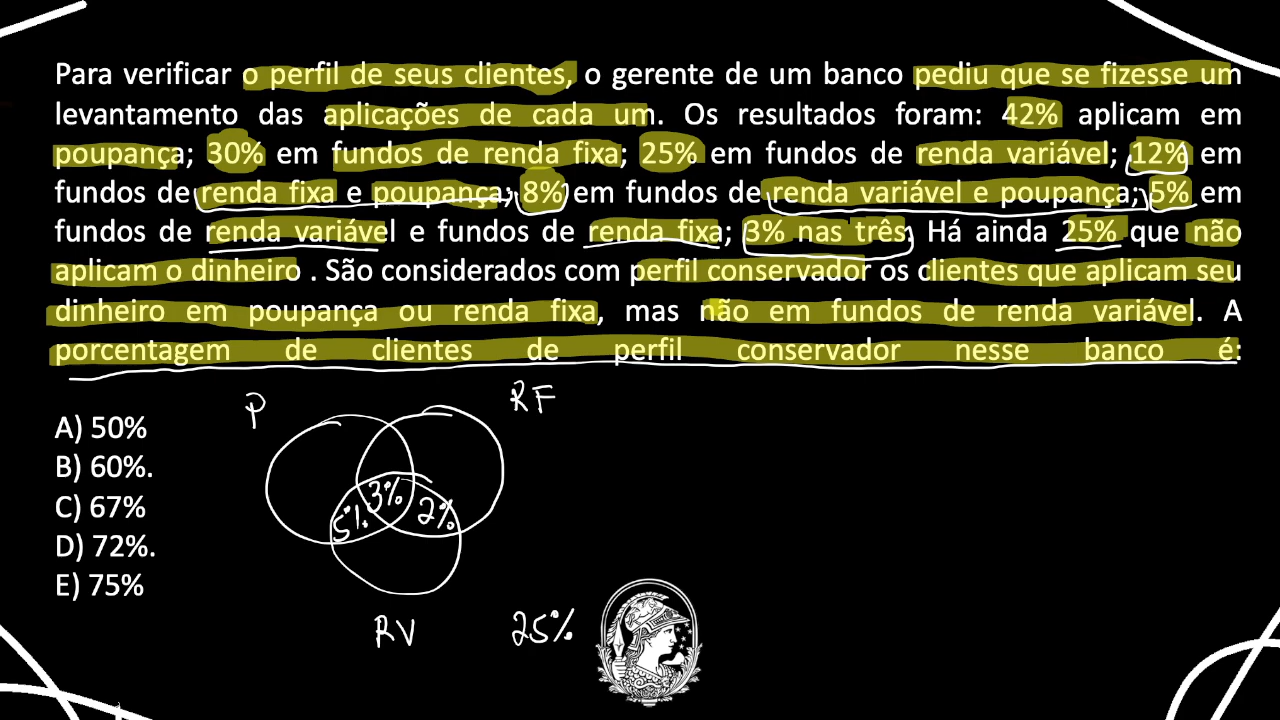 Para verificar o perfil de seus clientes, o gerente de um banco pediu que se fizesse um
levantamento das aplicações de cada um. Os resultados foram: 42% aplicam em
poupança; 30% em fundos de renda fixa; 25% em fundos de renda variável; 12% em
fundos de renda fixa e poupança; 8% em fundos de renda variável e poupança; 5% em
fundos de renda variável e fundos de renda fixa; 3% nas três. Há ainda 25% que não
aplicam o dinheiro . São considerados com perfil conservador os clientes que aplicam seu
dinheiro em poupança ou renda fixa, mas não em fundos de renda variável. A
porcentagem de clientes de perfil conservador nesse banco é:
P
RF
A) 50%
B) 60%.
C) 67%
D) 72%.
E) 75%
3%
5%
2%
RV
25%